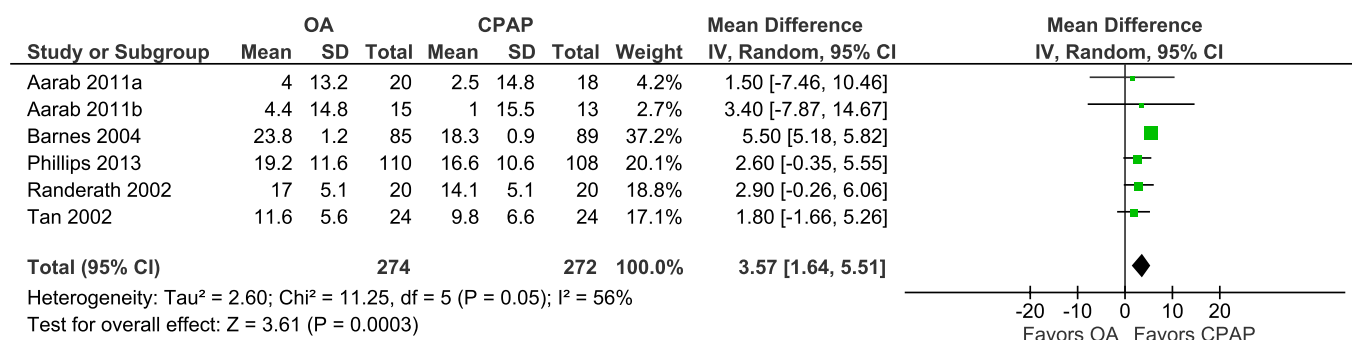 OA CPAP Mean Difference Mean Difference
Study or Subgroup Mean SD Total Mean SD Total Weight IV, Random, 95% CI IV, Random, 95% CI
Aarab 2011a 4 13.2 20 2.5 14.8 18 4.2% 1.50 [-7.46, 10.46]
Aarab 2011b 4.4 14.8 15 1 15.5 13 2.7% 3.40 [-7.87, 14.67]
Barnes 2004 23.8 1.2 85 18.3 0.9 89 37.2% 5.50 [5.18, 5.82]
Phillips 2013 19.2 11.6 110 16.6 10.6 108 20.1% 2.60 [-0.35, 5.55]
Randerath 2002 17 5.1 20 14.1 5.1 20 18.8% 2.90 [-0.26, 6.06]
Tan 2002 11.6 5.6 24 9.8 6.6 24 17.1% 1.80 [-1.66, 5.26]
Total (95% CI) 274 272 100.0% 3.57 [1.64, 5.51]
Heterogeneity: Tau² = 2.60; Chi² = 11.25, df = 5 (P = 0.05); I² = 56%
Test for overall effect: Z = 3.61 (P = 0.0003)
-20 -10 0 10 20
Favors OA Favors CPAP